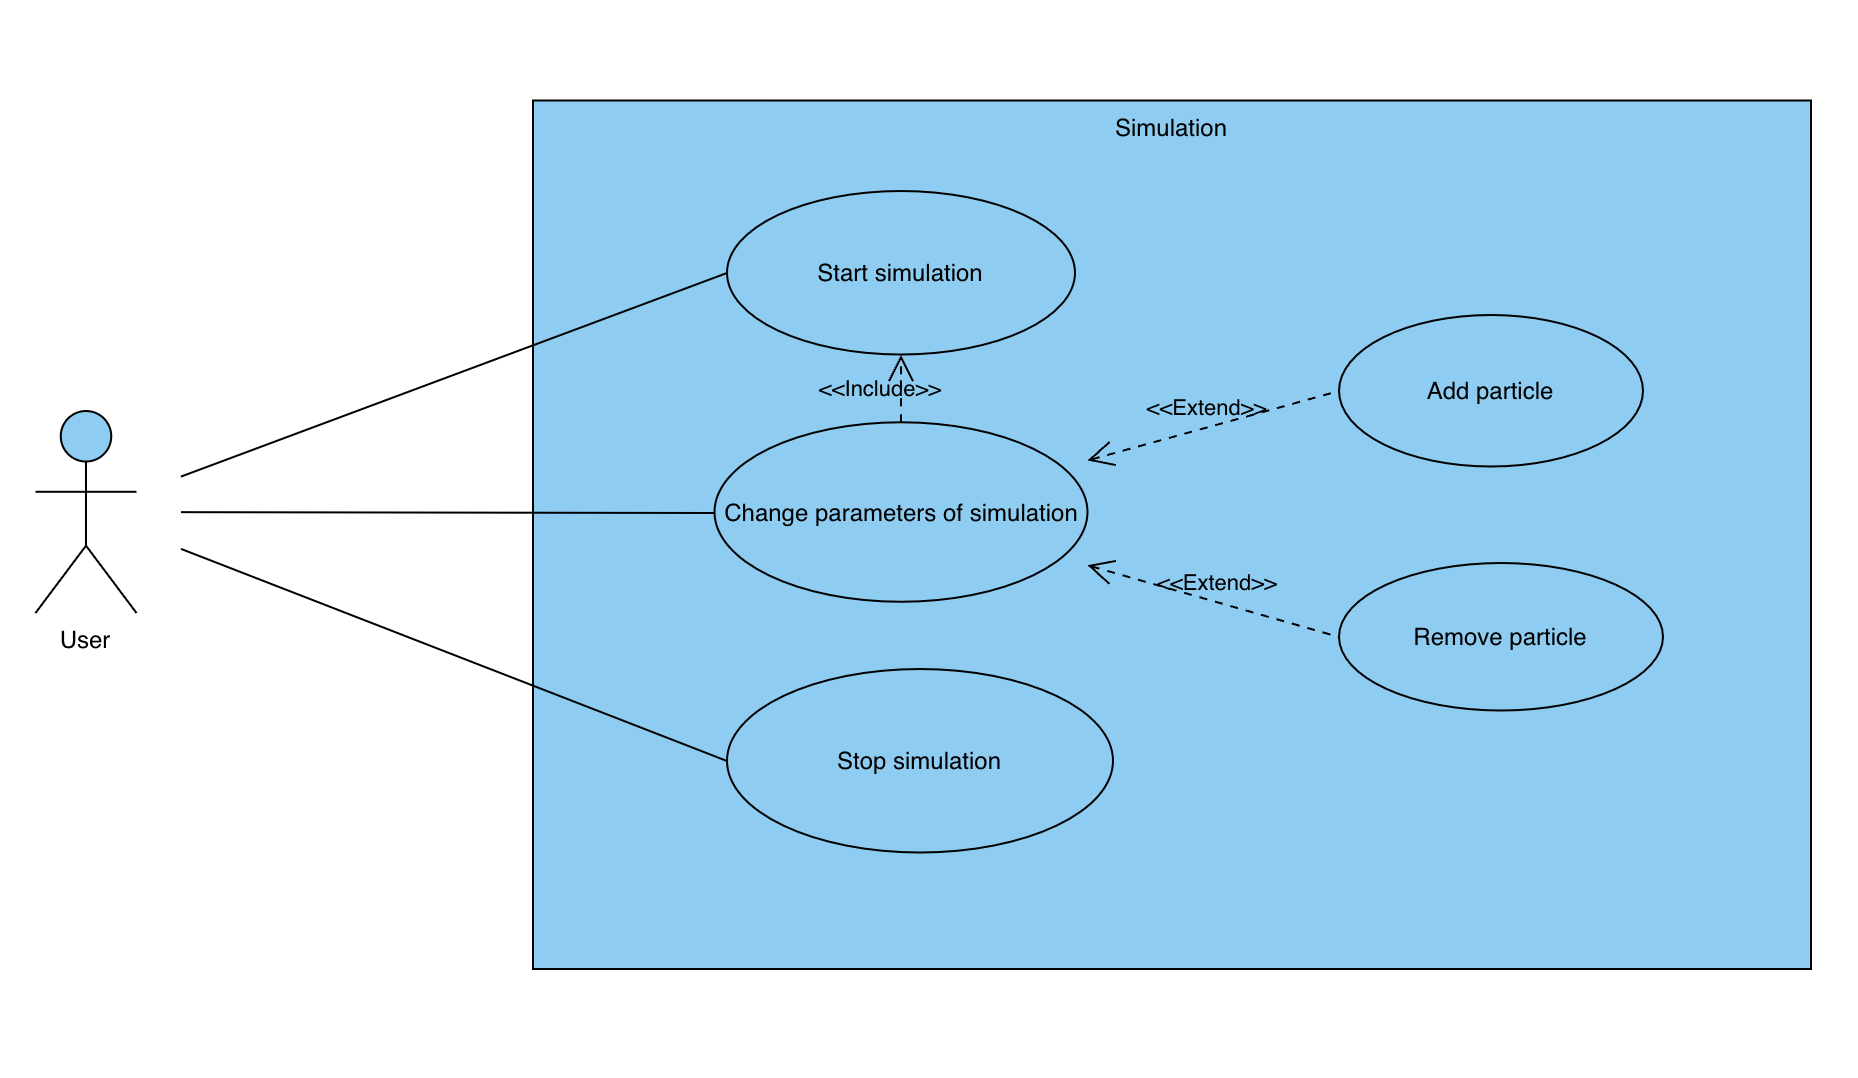 Simulation
Start simulation
<<Include>>
Add particle
<<Extend>>
Change parameters of simulation
<<Extend>>
Remove particle
User
Stop simulation